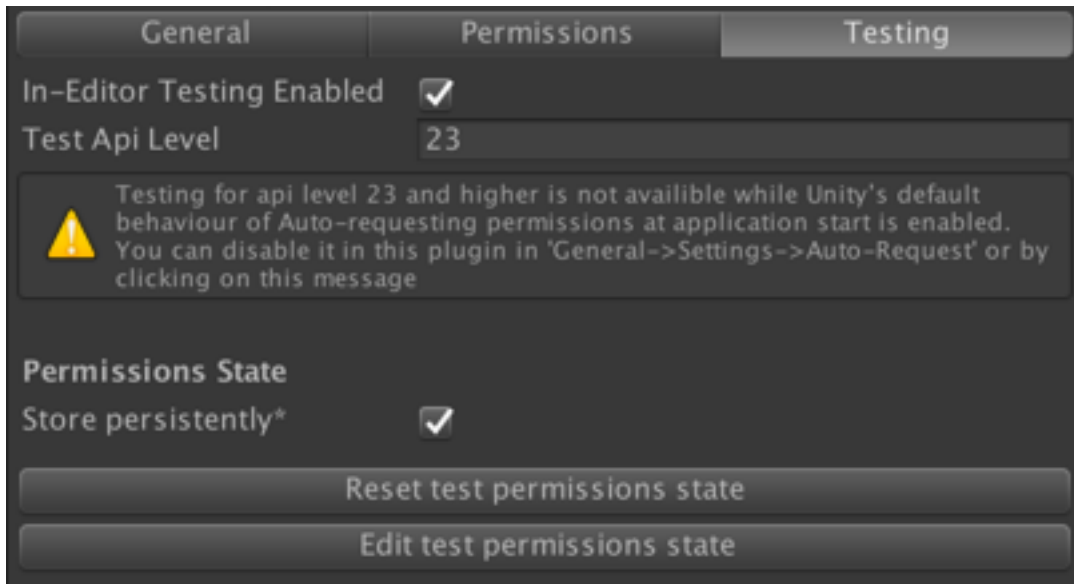 General Permissions Testing
In-Editor Testing Enabled
Test Api Level 23
Testing for api level 23 and higher is not availible while Unity's default
behaviour of Auto-requesting permissions at application start is enabled.
You can disable it in this plugin in 'General->Settings->Auto-Request' or by
clicking on this message
Permissions State
Store persistently*
Reset test permissions state
Edit test permissions state